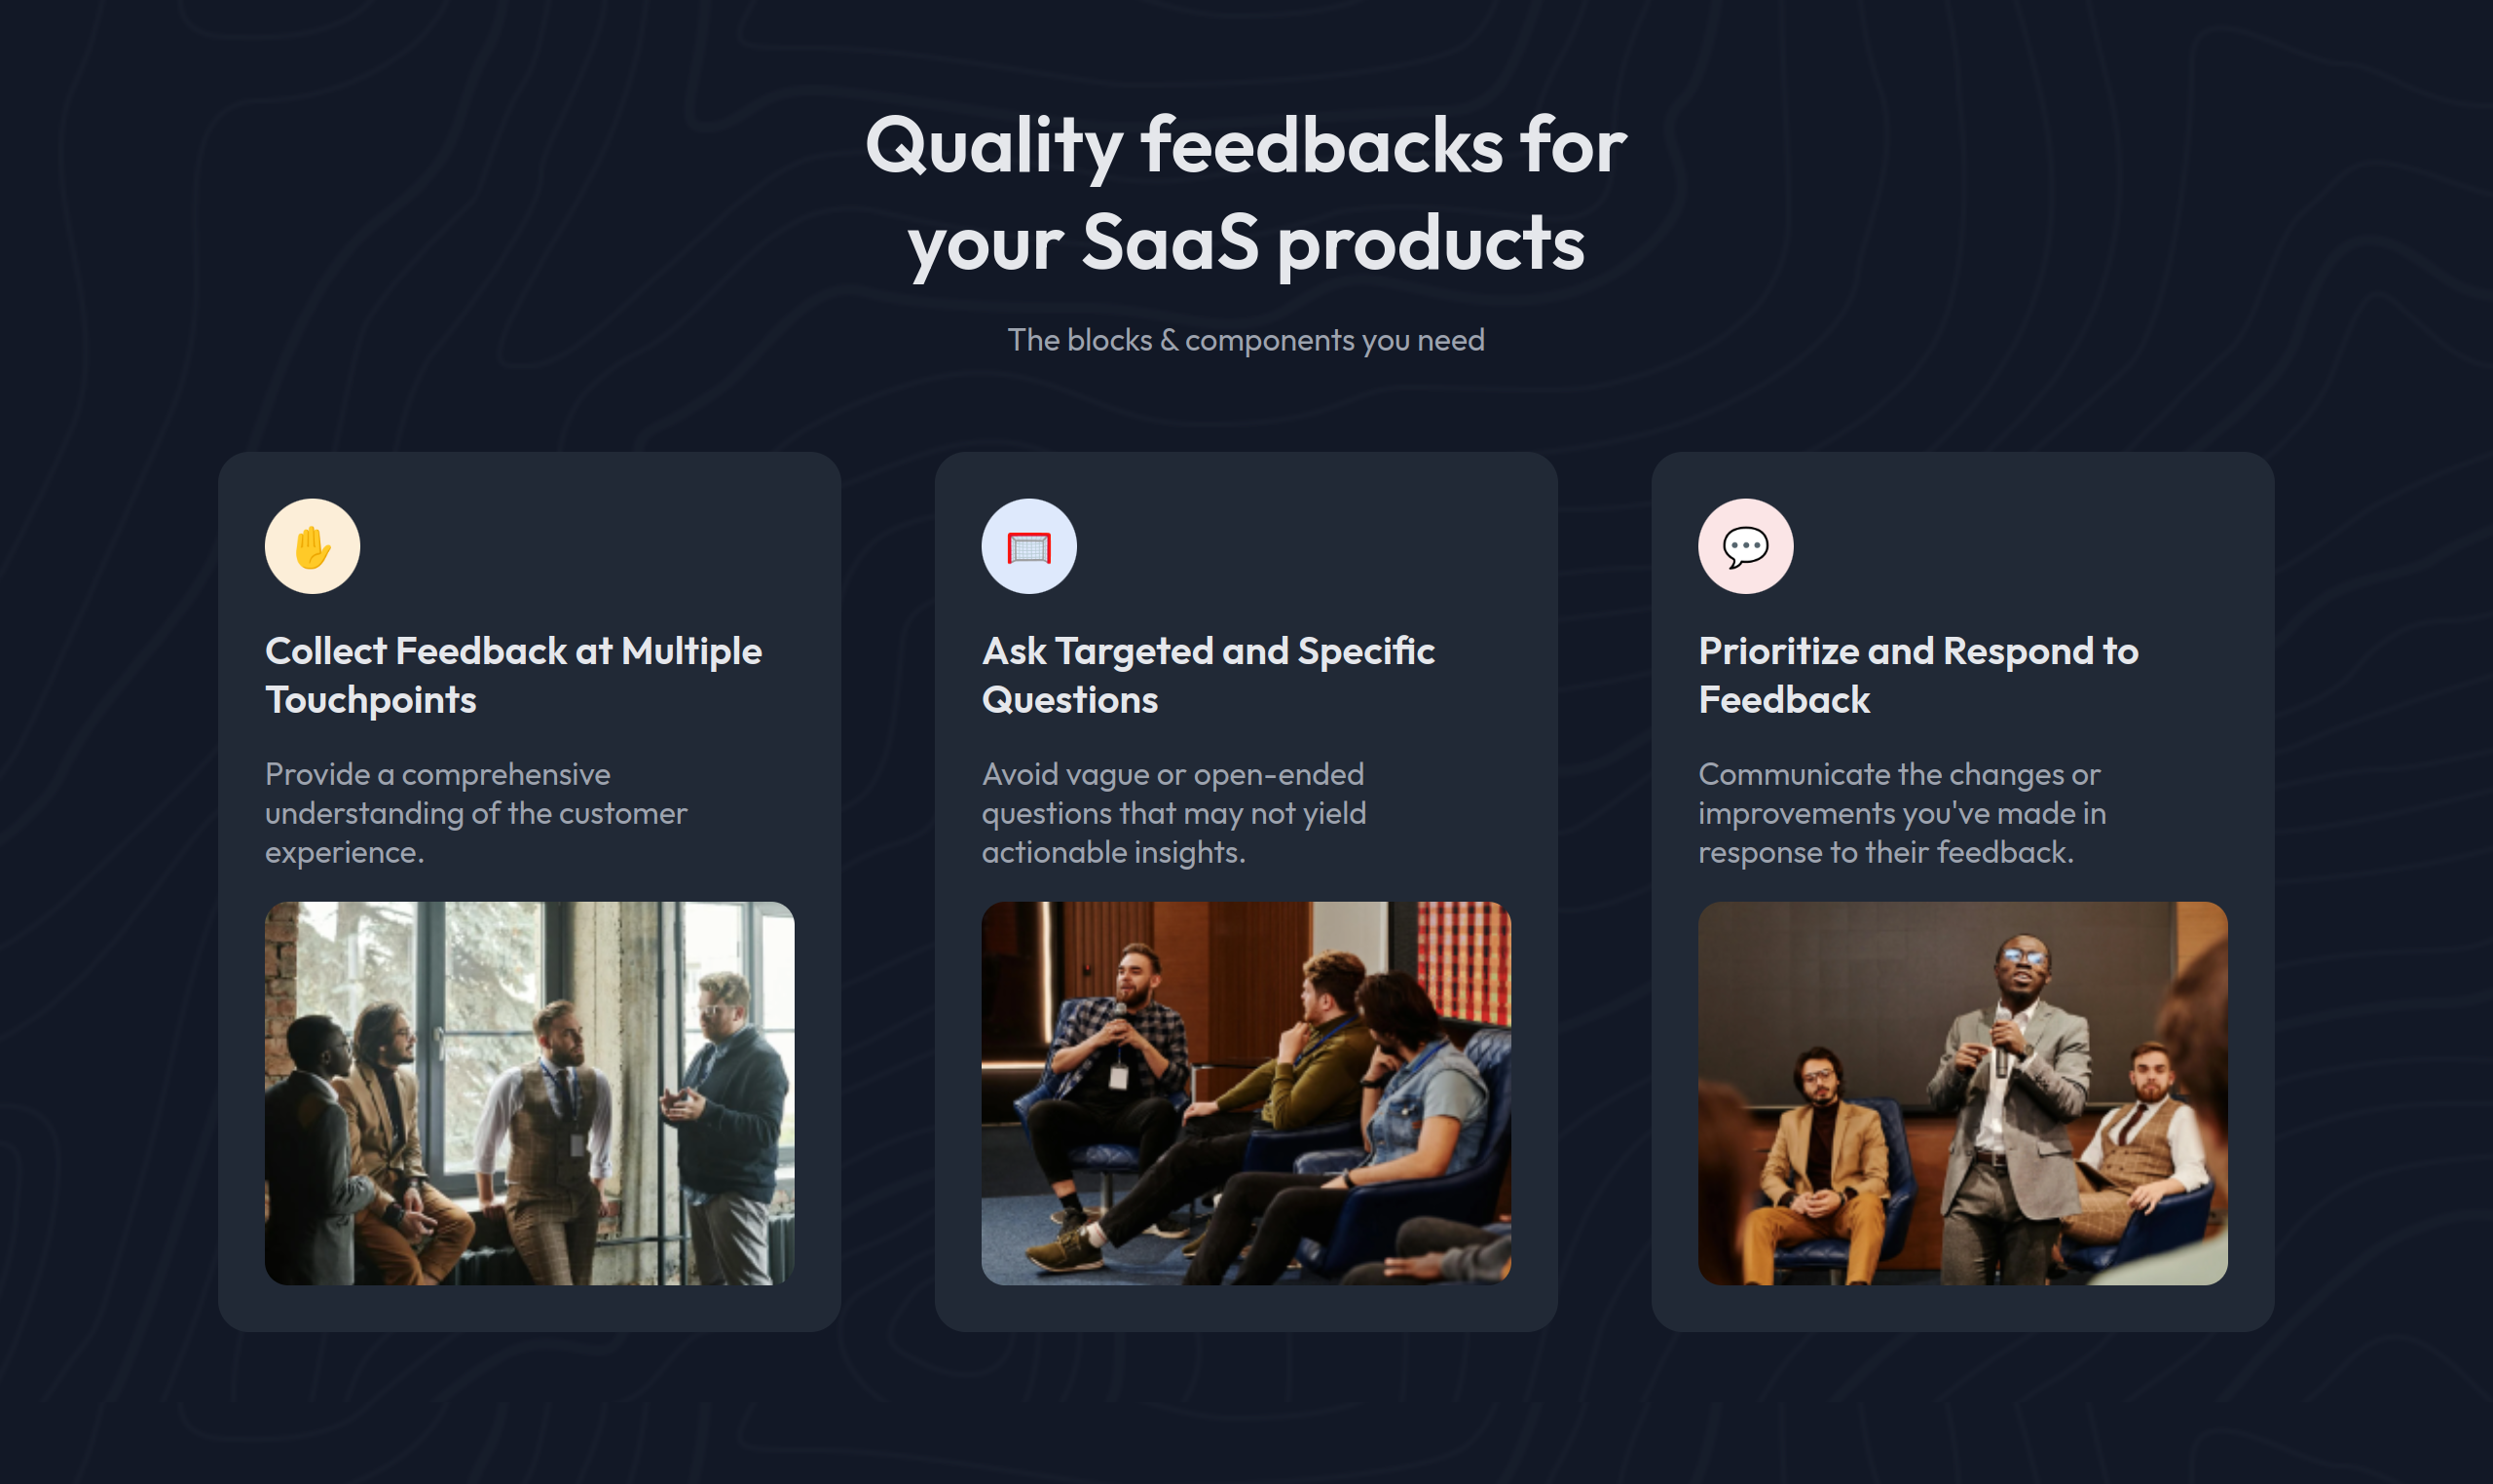 Quality feedbacks for
your SaaS products
The blocks & components you need
Collect Feedback at Multiple
Touchpoints
Provide a comprehensive
understanding of the customer
experience.
Ask Targeted and Specific
Questions
Avoid vague or open-ended
questions that may not yield
actionable insights.
Prioritize and Respond to
Feedback
Communicate the changes or
improvements you've made in
response to their feedback.